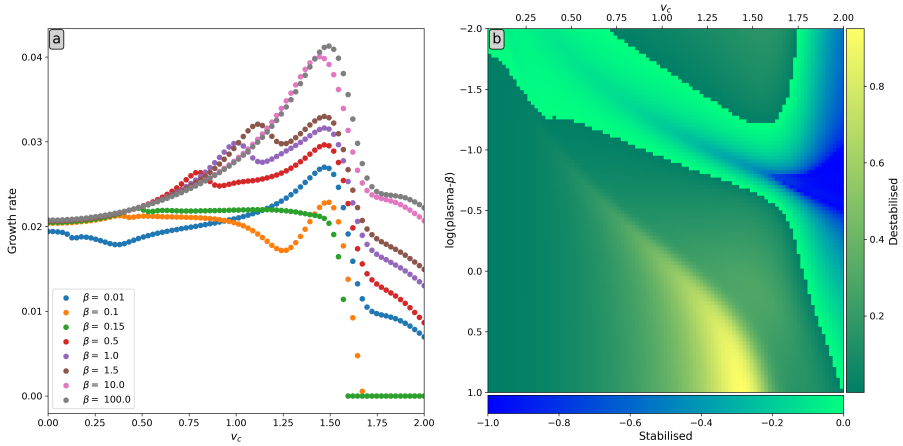 a
0.04
0.03
0.02
0.01
0.00
Growth rate
β = 0.01
β = 0.1
β = 0.15
β = 0.5
β = 1.0
β = 1.5
β = 10.0
β = 100.0
0.00 0.25 0.50 0.75 1.00 1.25 1.50 1.75 2.00
v_c
v_c
0.25 0.50 0.75 1.00 1.25 1.50 1.75 2.00
b
−2.0
−1.5
−1.0
−0.5
0.0
0.5
1.0
log(plasma-β)
0.8
0.6
0.4
0.2
Destabilised
−1.0 −0.8 −0.6 −0.4 −0.2 0.0
Stabilised